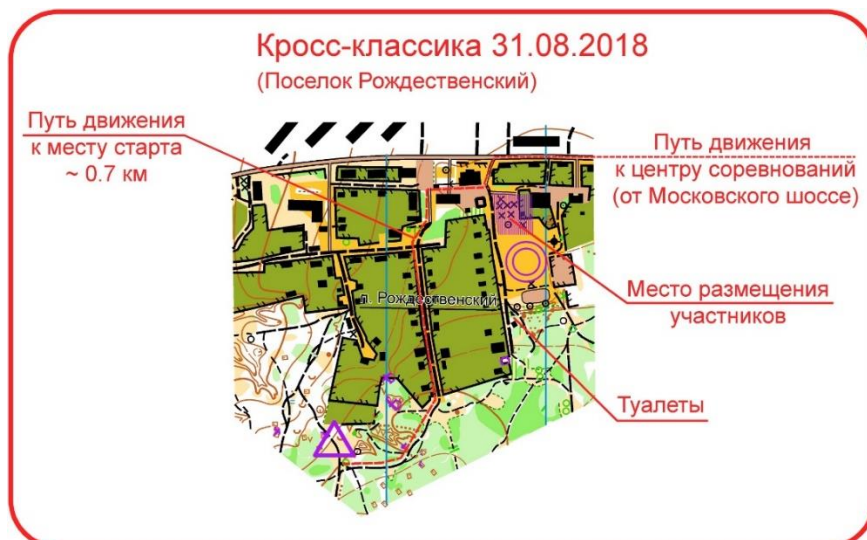 Кросс-классика 31.08.2018
(Поселок Рождественский)
Путь движения
к месту старта
~ 0.7 км
Путь движения
к центру соревнований
(от Московского шоссе)
п. Рождественский
Место размещения
участников
Туалеты